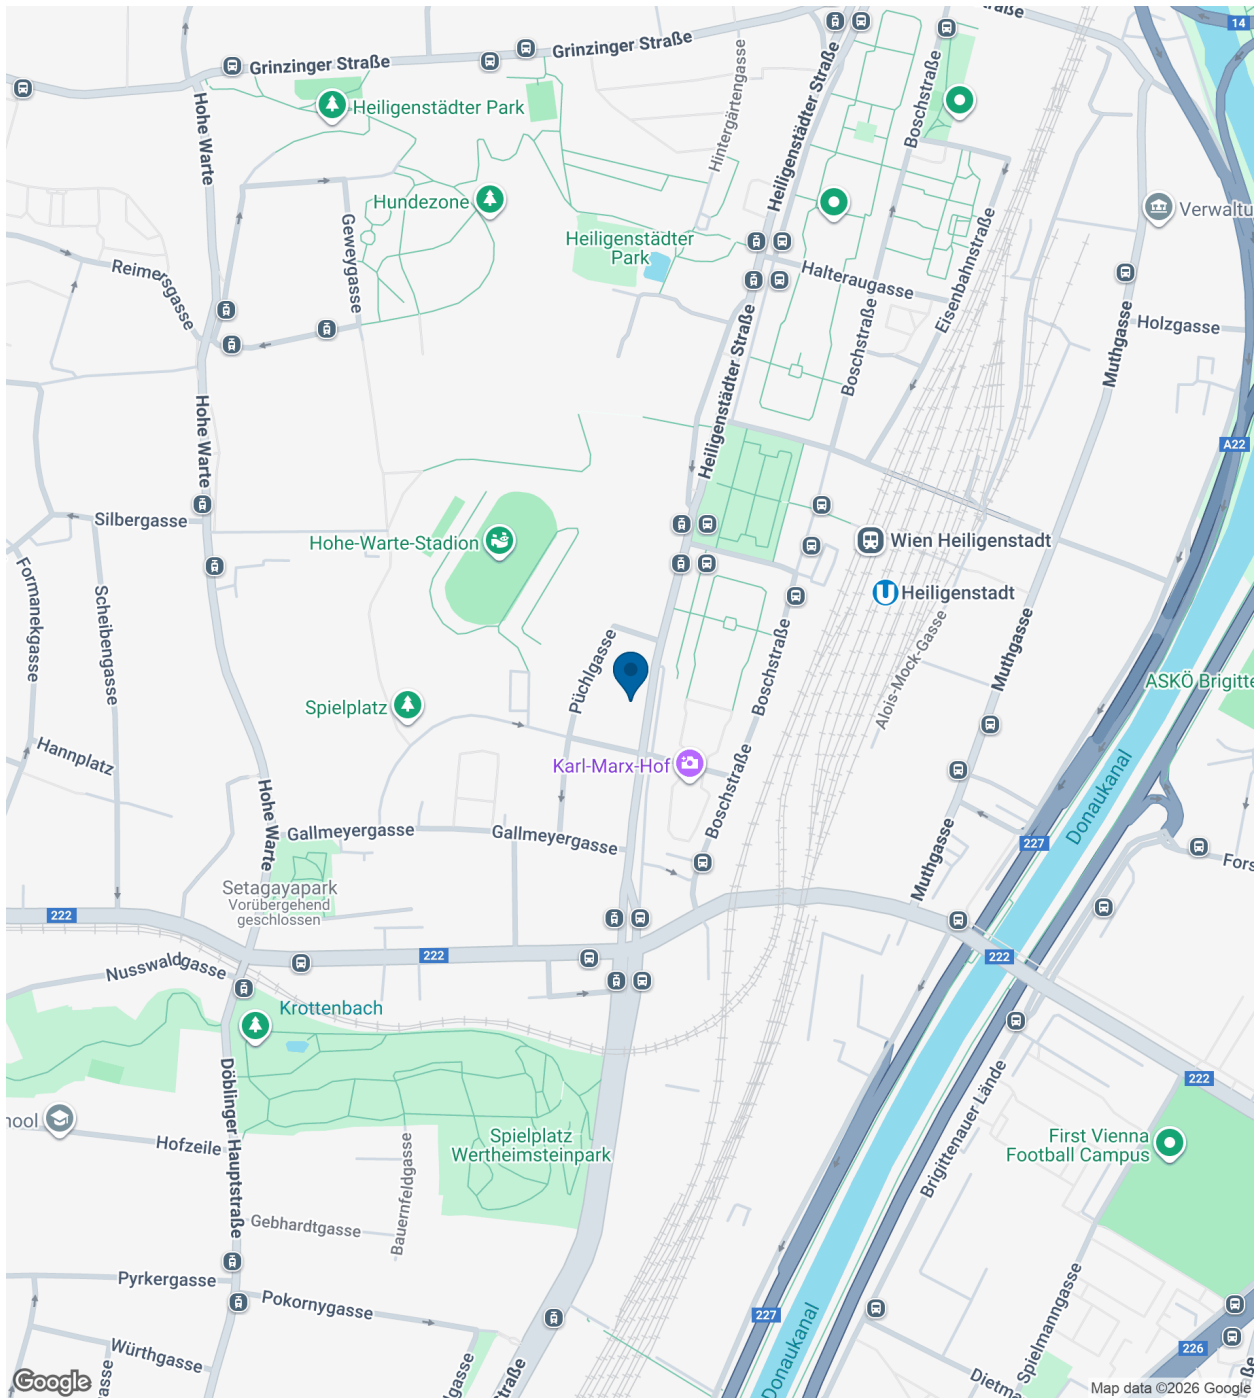 14
Grinzinger Straße
Grinzinger Straße
Heiligenstädter Park
Hohe Warte
Hintergärtengasse
Heiligenstädter Straße
Boschstraße
Hundezone
Geweygasse
Heiligenstädter
Park
Verwaltu
Reimersgasse
Halteraugasse
Eisenbahnstraße
Boschstraße
Holzgasse
Muthgasse
Heiligenstädter Straße
Hohe Warte
A22
Silbergasse
Hohe-Warte-Stadion
Wien Heiligenstadt
U Heiligenstadt
Formanekgasse
Scheibengasse
Püchlgasse
Boschstraße
Alois-Mock-Gasse
Muthgasse
ASKÖ Brigitte
Spielplatz
Hannplatz
Karl-Marx-Hof
Boschstraße
Hohe Warte
Gallmeyergasse
Gallmeyergasse
Donaukanal
227
Muthgasse
Fors
Setagayapark
Vorübergehend
geschlossen
222
222
222
Nusswaldgasse
Krottenbach
Döblinger Hauptstraße
222
hool
Hofzeile
Spielplatz
Wertheimsteinpark
First Vienna
Football Campus
Brigittenauer Lände
Bauernfeldgasse
Gebhardtgasse
Pyrkergasse
Pokornygasse
227
Donaukanal
Spielmanngasse
226
Würthgasse
Dietma
Google
Map data ©2026 Google